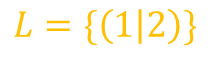 L = {(1|2)}